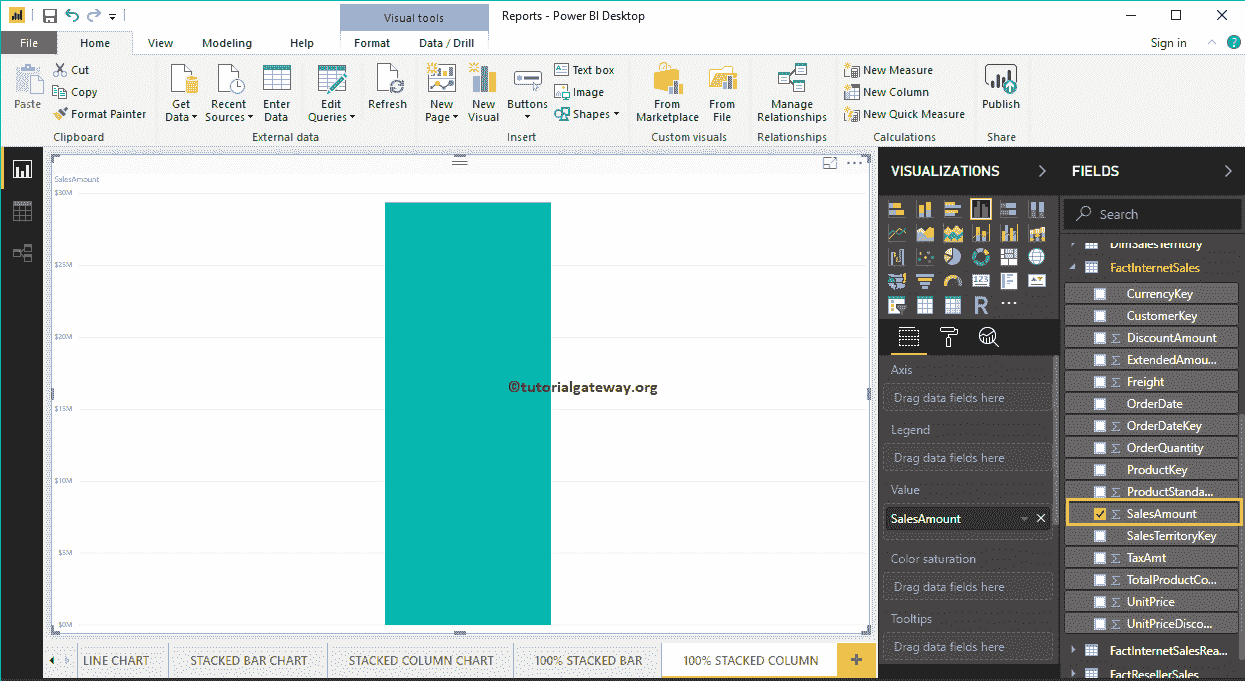 Visual tools
Reports - Power BI Desktop
File Home View Modeling Help Format Data / Drill Sign in
Paste
Cut
Copy
Format Painter
Clipboard
Get Data
Recent Sources
Enter Data
Edit Queries
External data
Refresh
New Page
New Visual
Buttons
Text box
Image
Shapes
Insert
From Marketplace
From File
Custom visuals
Manage Relationships
Relationships
New Measure
New Column
New Quick Measure
Calculations
Publish
Share
SalesAmount
$30M
$25M
$20M
$15M
$10M
$5M
$0M
©tutorialgateway.org
VISUALIZATIONS
123
R
Axis
Drag data fields here
Legend
Drag data fields here
Value
SalesAmount
Color saturation
Drag data fields here
Tooltips
Drag data fields here
FIELDS
Search
DimSalesTerritory
FactInternetSales
CurrencyKey
CustomerKey
DiscountAmount
ExtendedAmou...
Freight
OrderDate
OrderDateKey
OrderQuantity
ProductKey
ProductStanda...
SalesAmount
SalesTerritoryKey
TaxAmt
TotalProductCo...
UnitPrice
UnitPriceDisco...
FactInternetSalesRea...
FactResellerSales
LINE CHART
STACKED BAR CHART
STACKED COLUMN CHART
100% STACKED BAR
100% STACKED COLUMN